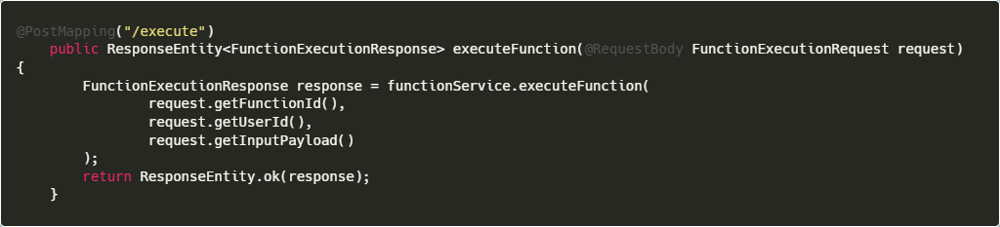 @PostMapping("/execute")
    public ResponseEntity<FunctionExecutionResponse> executeFunction(@RequestBody FunctionExecutionRequest request)
{
        FunctionExecutionResponse response = functionService.executeFunction(
                request.getFunctionId(),
                request.getUserId(),
                request.getInputPayload()
        );
        return ResponseEntity.ok(response);
    }